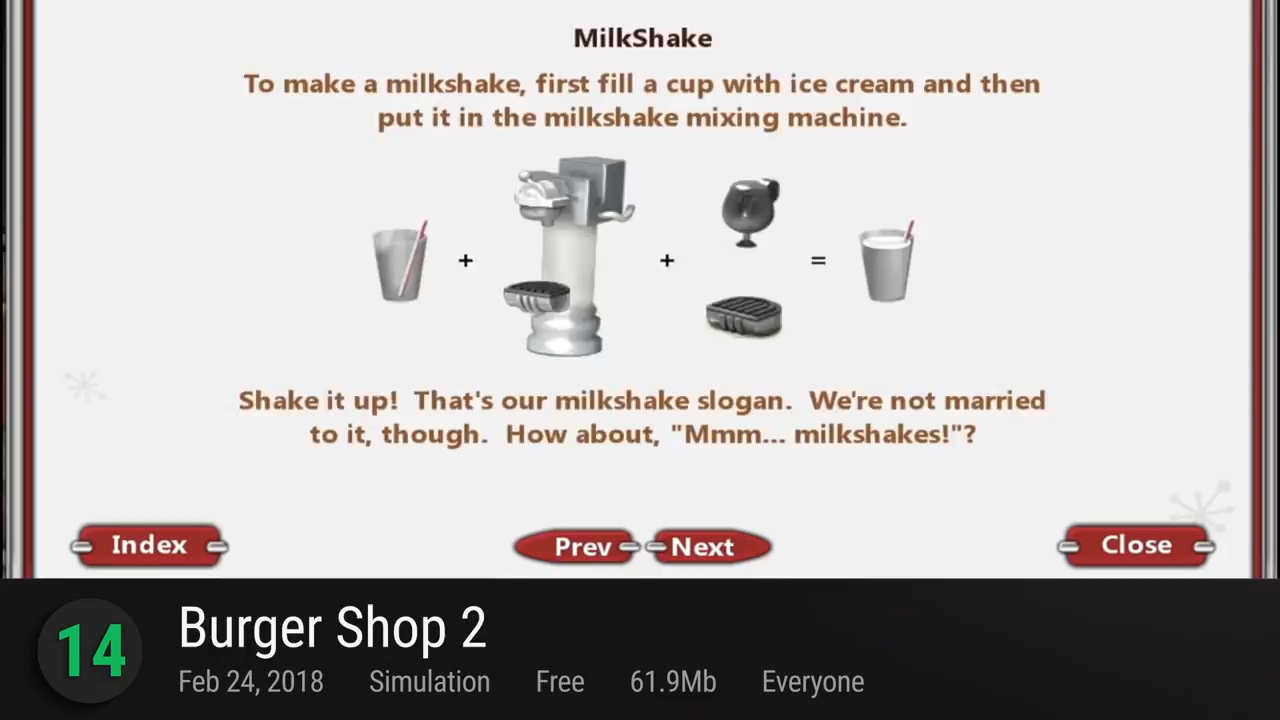 MilkShake
To make a milkshake, first fill a cup with ice cream and then
put it in the milkshake mixing machine.
+ + =
Shake it up!  That's our milkshake slogan.  We're not married
to it, though.  How about, "Mmm... milkshakes!"?
Index Prev Next Close
14
Burger Shop 2
Feb 24, 2018 Simulation Free 61.9Mb Everyone